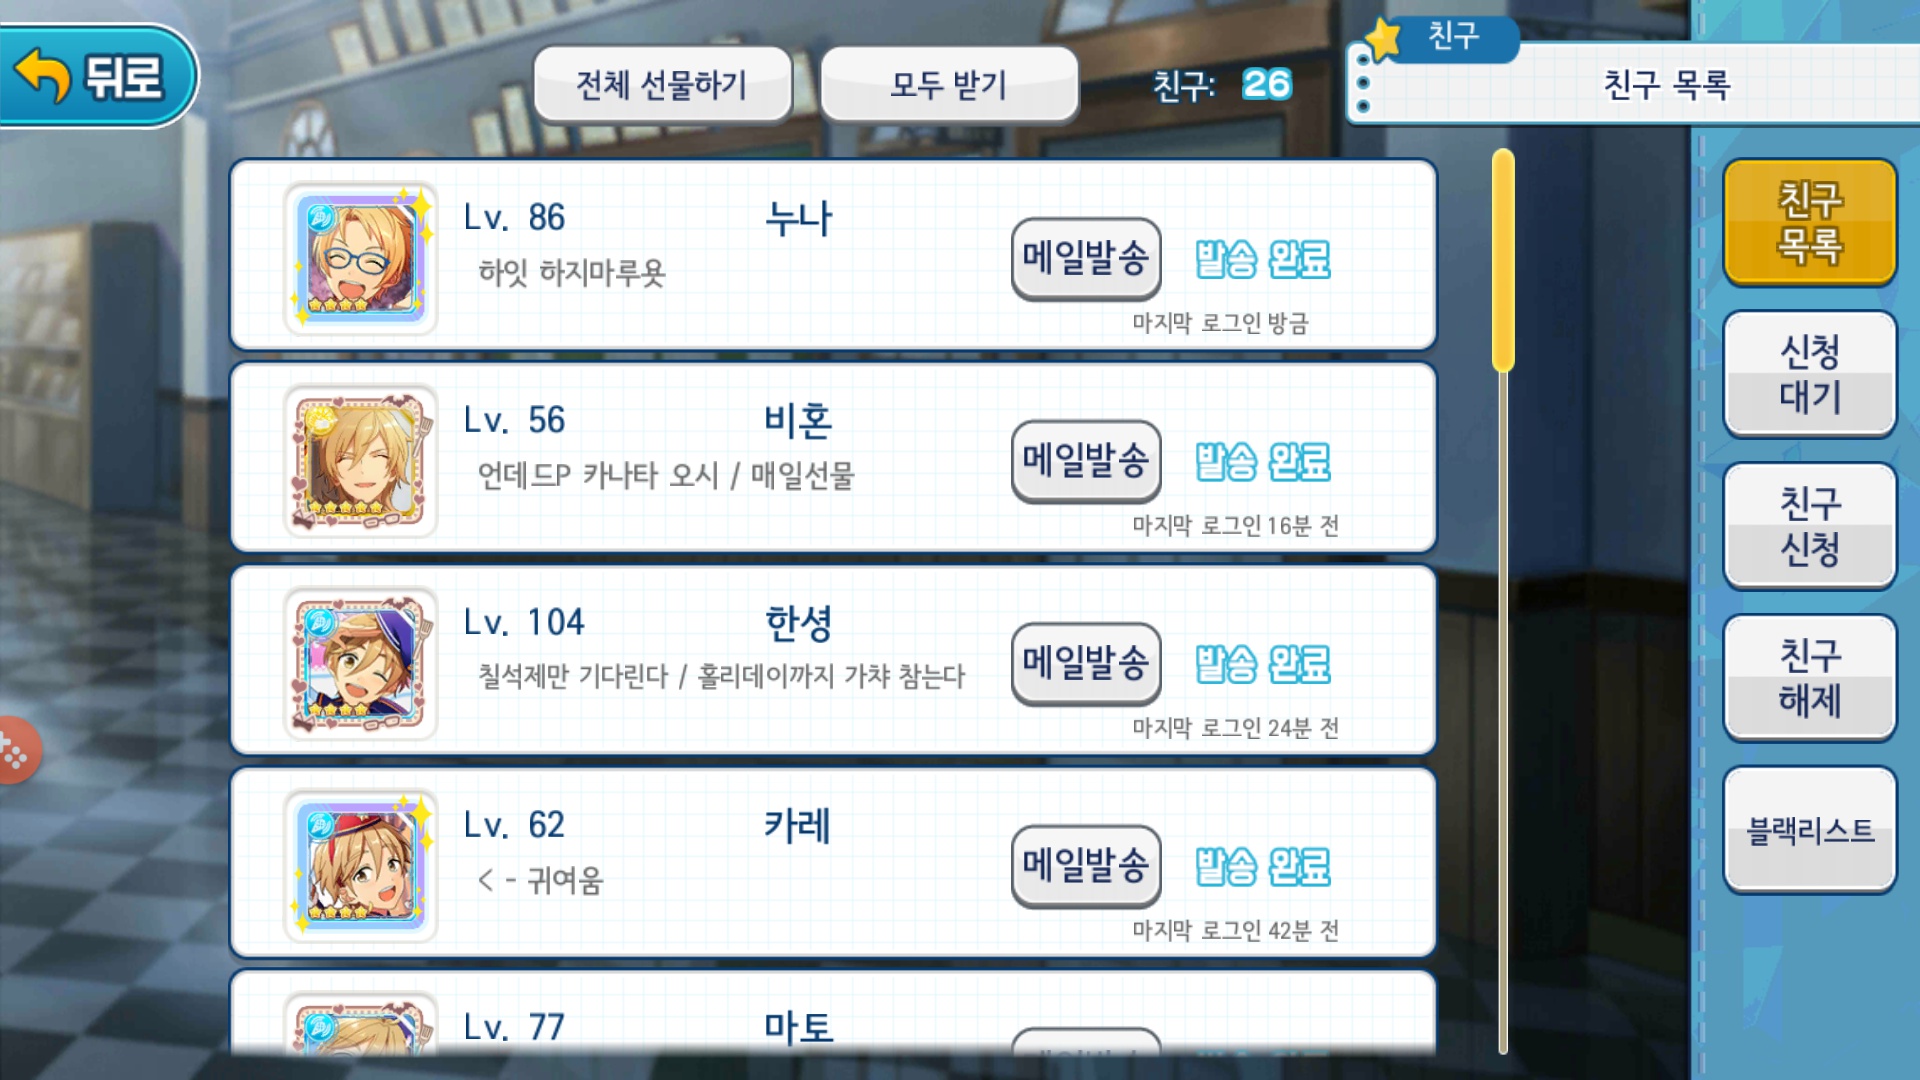 뒤로
전체 선물하기
모두 받기
친구: 26
친구
친구 목록
Lv. 86 누나
하잇 하지마루욧
메일발송 발송 완료
마지막 로그인 방금
Lv. 56 비혼
언데드P 카나타 오시 / 매일선물
메일발송 발송 완료
마지막 로그인 16분 전
Lv. 104 한셩
칠석제만 기다린다 / 홀리데이까지 가챠 참는다
메일발송 발송 완료
마지막 로그인 24분 전
Lv. 62 카레
< - 귀여움
메일발송 발송 완료
마지막 로그인 42분 전
Lv. 77 마토
친구
목록
신청
대기
친구
신청
친구
해제
블랙리스트